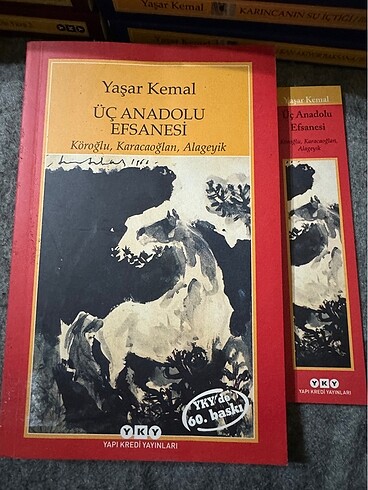 Yaşar Kemal
KARINCANIN SU İÇTİĞİ
Yaşar Kemal
ÜÇ ANADOLU
EFSANESİ
Köroğlu, Karacaoğlan, Alageyik
YKY'de
60. baskı
YKY
YAPI KREDİ YAYINLARI
Yaşar Kemal
Üç Anadolu
Efsanesi
Köroğlu, Karacaoğlan,
Alageyik
YKY
YAPI KREDİ YAYINLARI